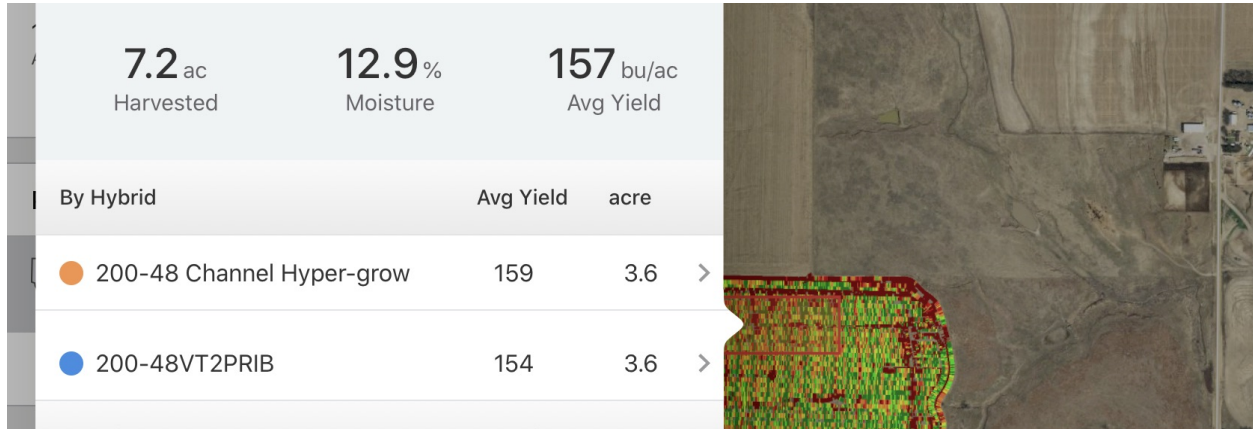 7.2 ac 12.9 % 157 bu/ac
Harvested Moisture Avg Yield
By Hybrid Avg Yield acre
200-48 Channel Hyper-grow 159 3.6
200-48VT2PRIB 154 3.6